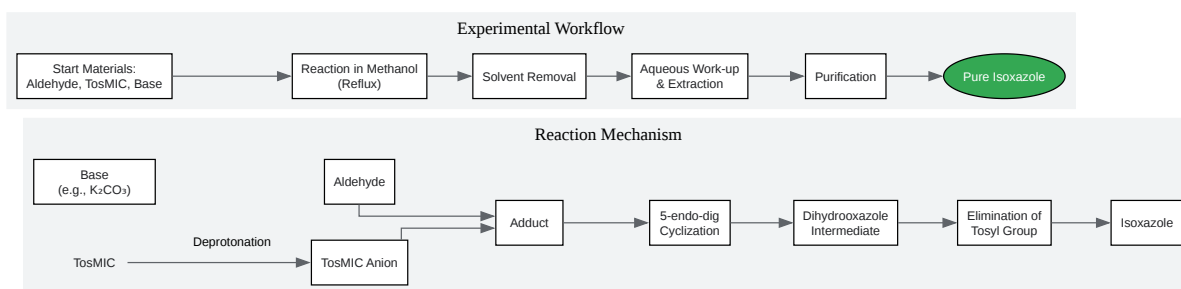 Experimental Workflow
Start Materials:
Aldehyde, TosMIC, Base
Reaction in Methanol
(Reflux)
Solvent Removal
Aqueous Work-up
& Extraction
Purification
Pure Isoxazole
Reaction Mechanism
Base
(e.g., K₂CO₃)
Aldehyde
TosMIC
Deprotonation
TosMIC Anion
Adduct
5-endo-dig
Cyclization
Dihydrooxazole
Intermediate
Elimination of
Tosyl Group
Isoxazole